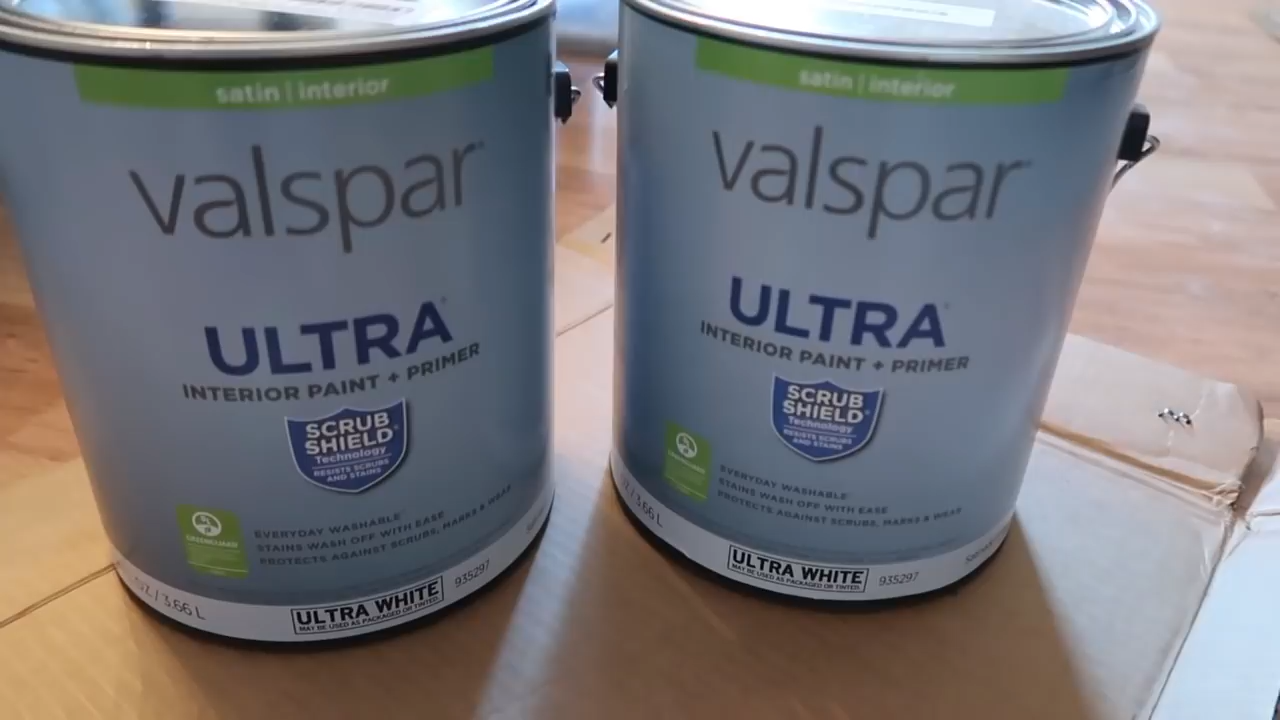 satin | interior
valspar
ULTRA
INTERIOR PAINT + PRIMER
SCRUB
SHIELD
Technology
RESISTS SCRUBS
AND STAINS
GREENGUARD
EVERYDAY WASHABLE
STAINS WASH OFF WITH EASE
PROTECTS AGAINST SCRUBS, MARKS & WEAR
OZ / 3.66 L
ULTRA WHITE
MAY BE USED AS PACKAGED OR TINTED.
935297
satin | interior
valspar
ULTRA
INTERIOR PAINT + PRIMER
SCRUB
SHIELD
Technology
RESISTS SCRUBS
AND STAINS
GREENGUARD
EVERYDAY WASHABLE
STAINS WASH OFF WITH EASE
PROTECTS AGAINST SCRUBS, MARKS & WEAR
OZ / 3.66 L
ULTRA WHITE
MAY BE USED AS PACKAGED OR TINTED.
935297